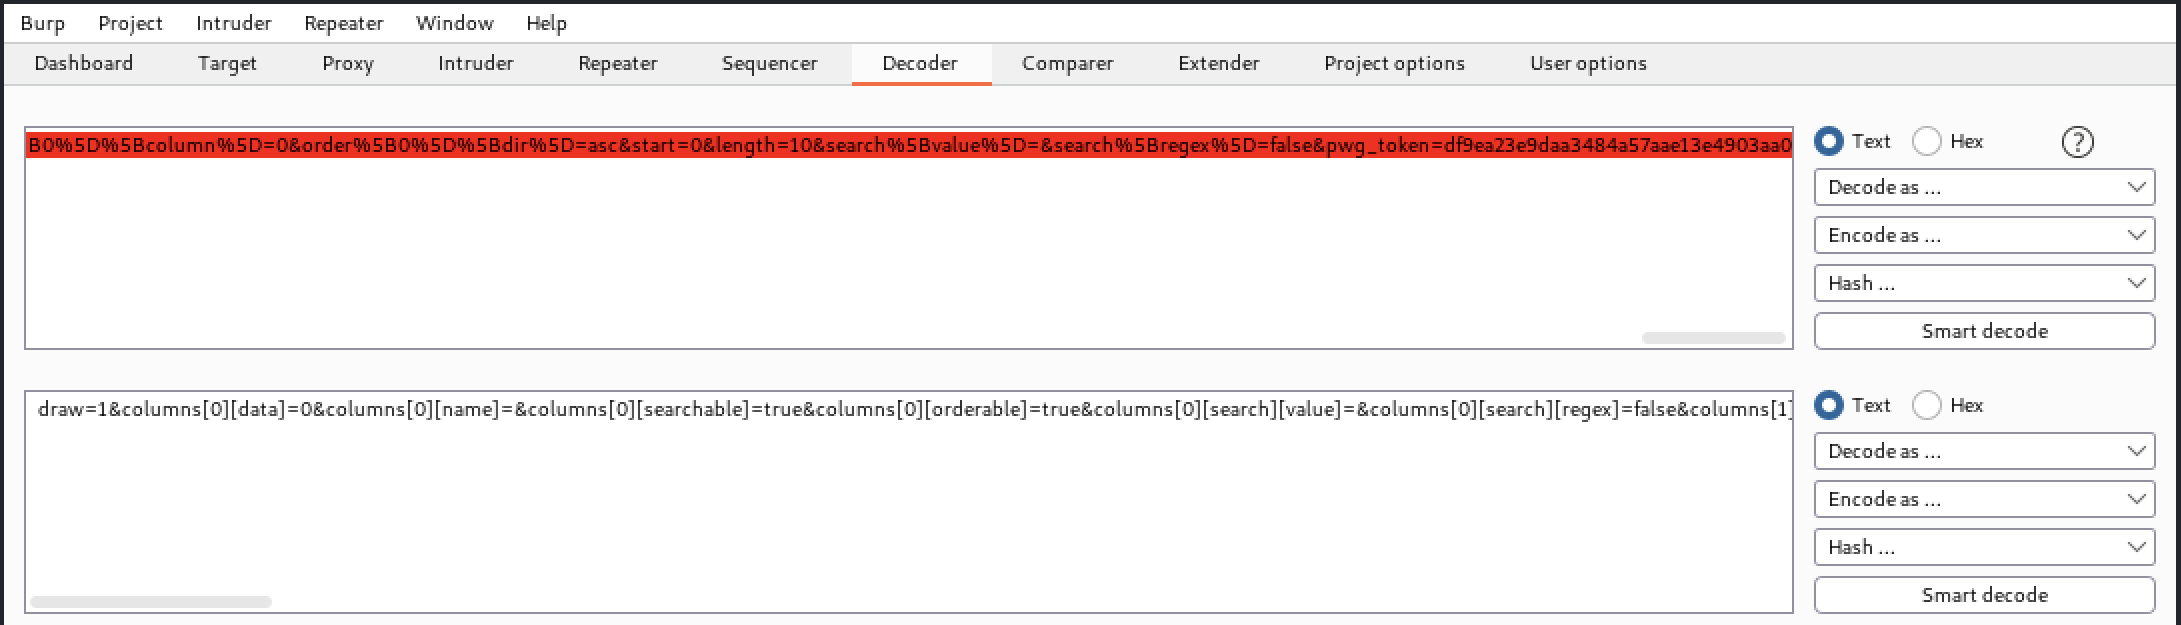 Burp Project Intruder Repeater Window Help
Dashboard Target Proxy Intruder Repeater Sequencer Decoder Comparer Extender Project options User options
B0%5D%5Bcolumn%5D=0&order%5B0%5D%5Bdir%5D=asc&start=0&length=10&search%5Bvalue%5D=&search%5Bregex%5D=false&pwg_token=df9ea23e9daa3484a57aae13e4903aa0
Text Hex ?
Decode as ...
Encode as ...
Hash ...
Smart decode
draw=1&columns[0][data]=0&columns[0][name]=&columns[0][searchable]=true&columns[0][orderable]=true&columns[0][search][value]=&columns[0][search][regex]=false&columns[1]
Text Hex
Decode as ...
Encode as ...
Hash ...
Smart decode